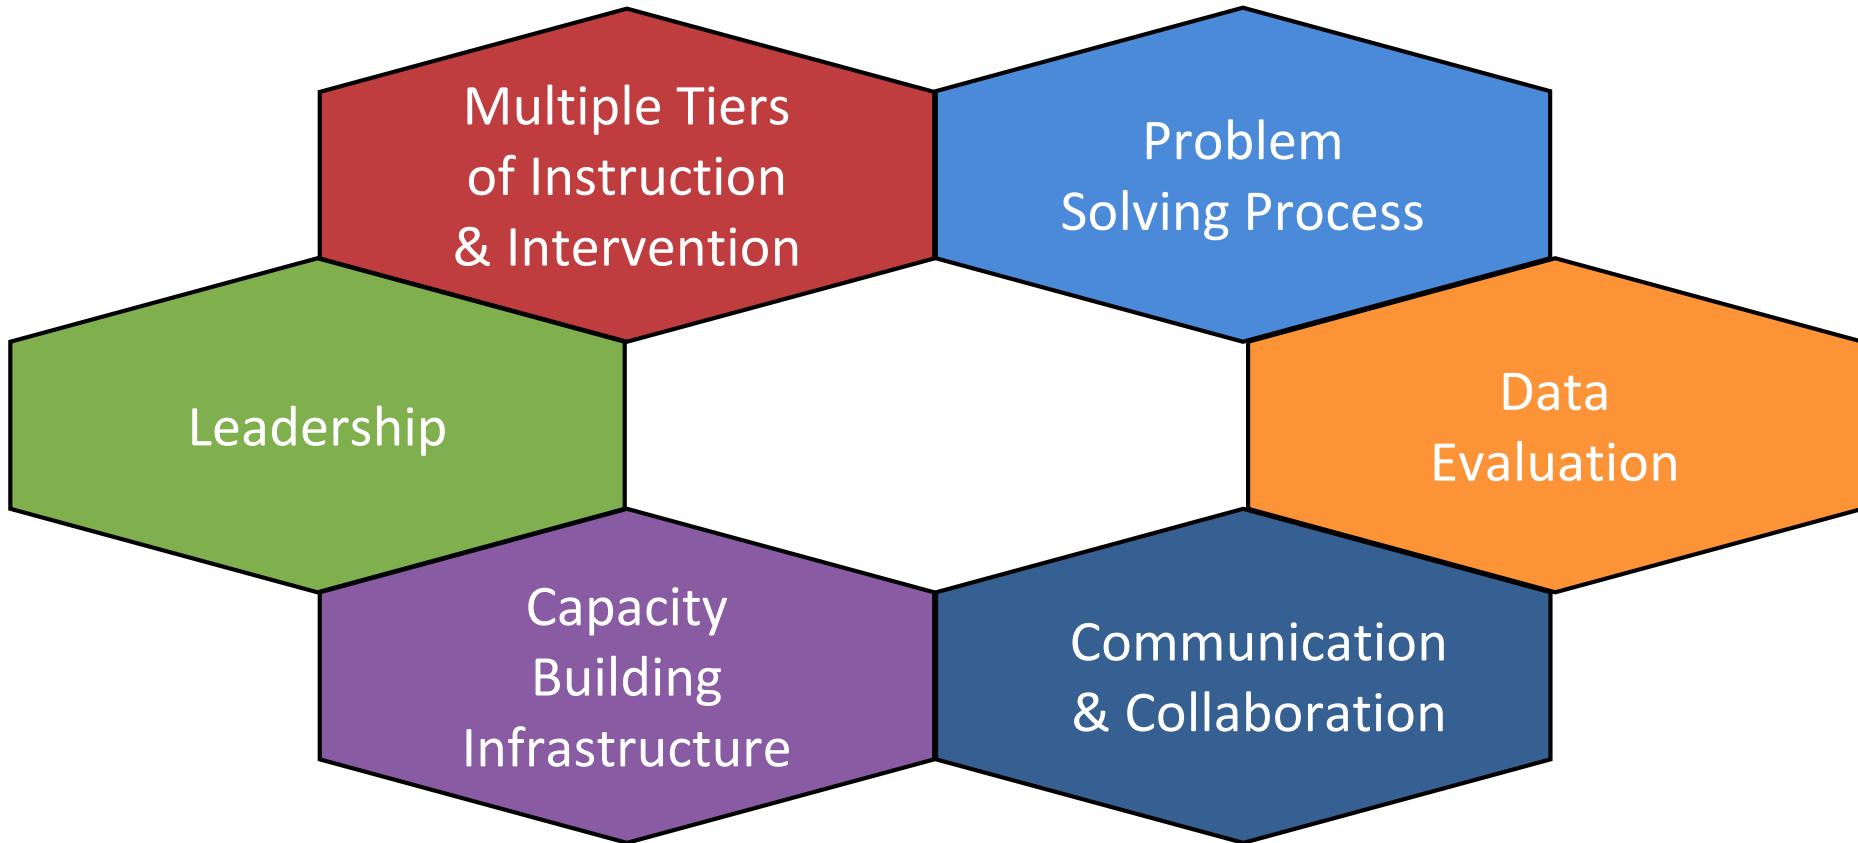 Multiple Tiers
of Instruction
& Intervention
Problem
Solving Process
Leadership
Data
Evaluation
Capacity
Building
Infrastructure
Communication
& Collaboration